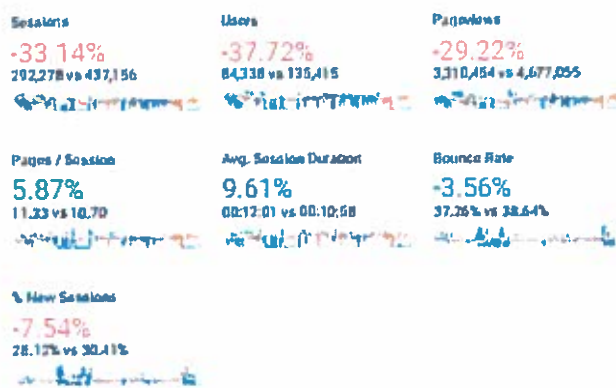 Sessions
-33.14%
292,278 vs 437,156
Users
-37.72%
84,338 vs 135,415
Pageviews
-29.22%
3,310,454 vs 4,677,055
Pages / Session
5.87%
11.33 vs 10.70
Avg. Session Duration
9.61%
00:12:01 vs 00:10:58
Bounce Rate
-3.56%
37.26% vs 38.64%
% New Sessions
-7.54%
28.12% vs 30.41%